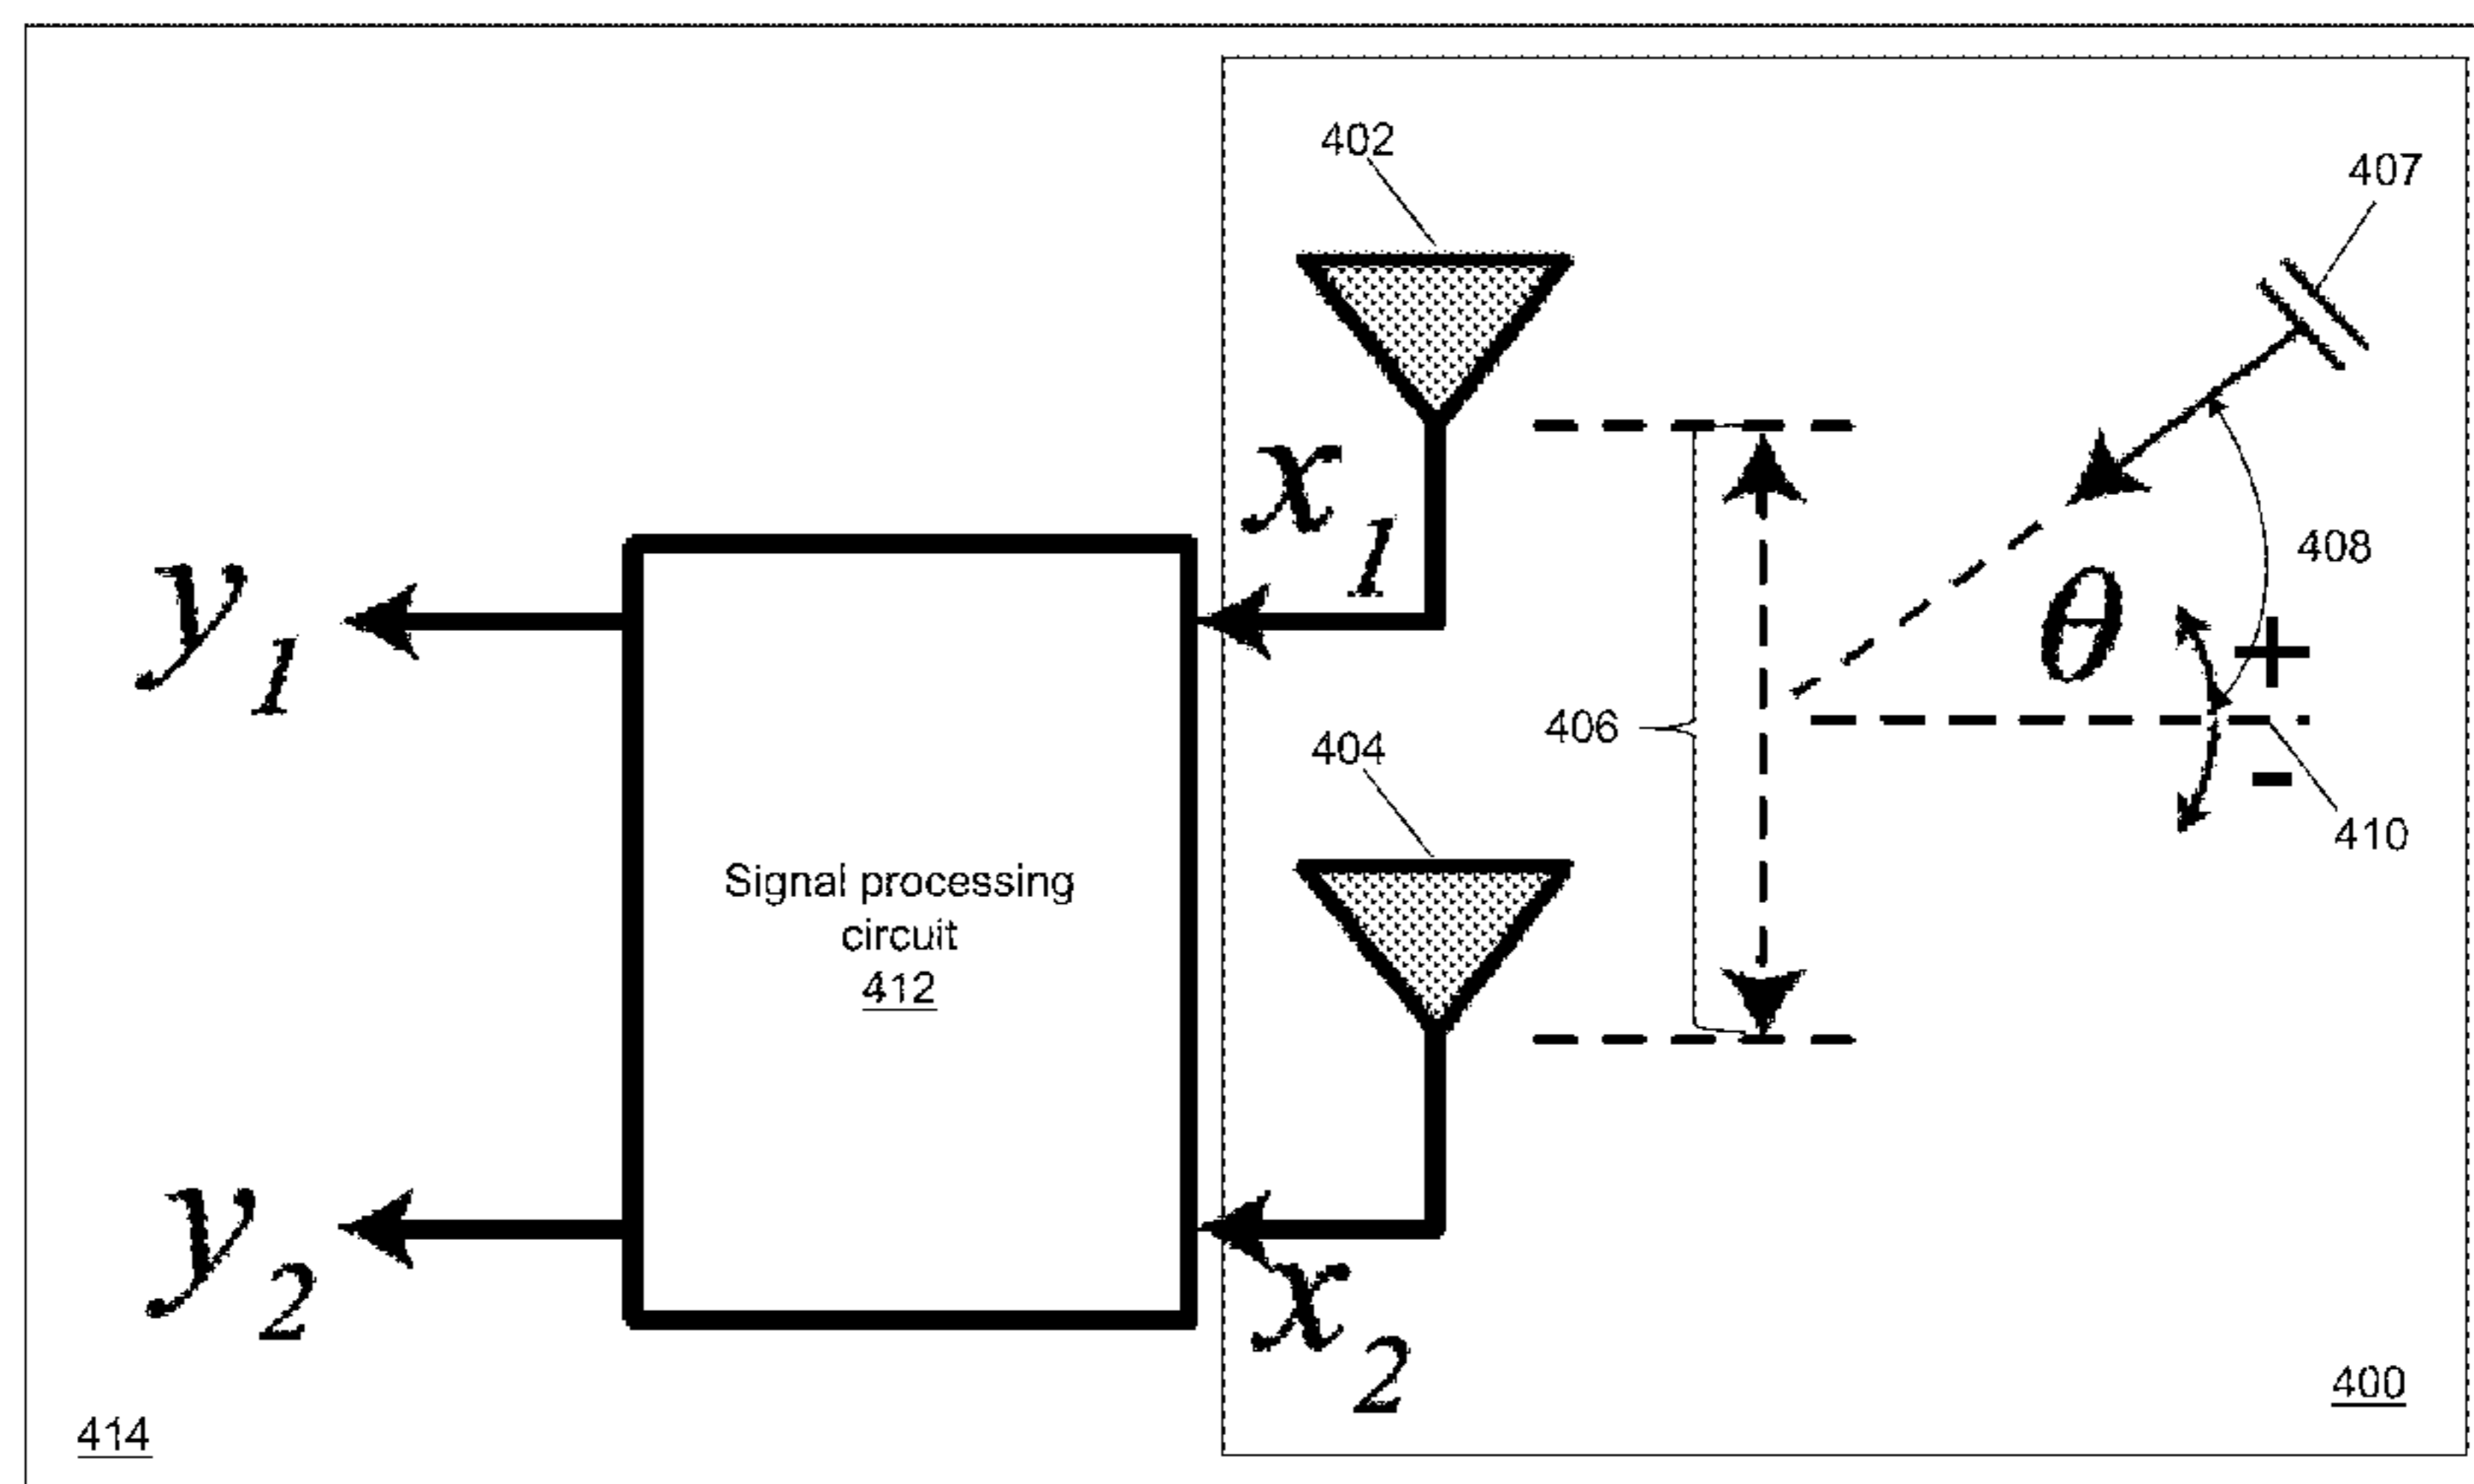 402
407
x1
408
y1
θ
+
406
404
-
410
Signal processing
circuit
412
y2
x2
400
414